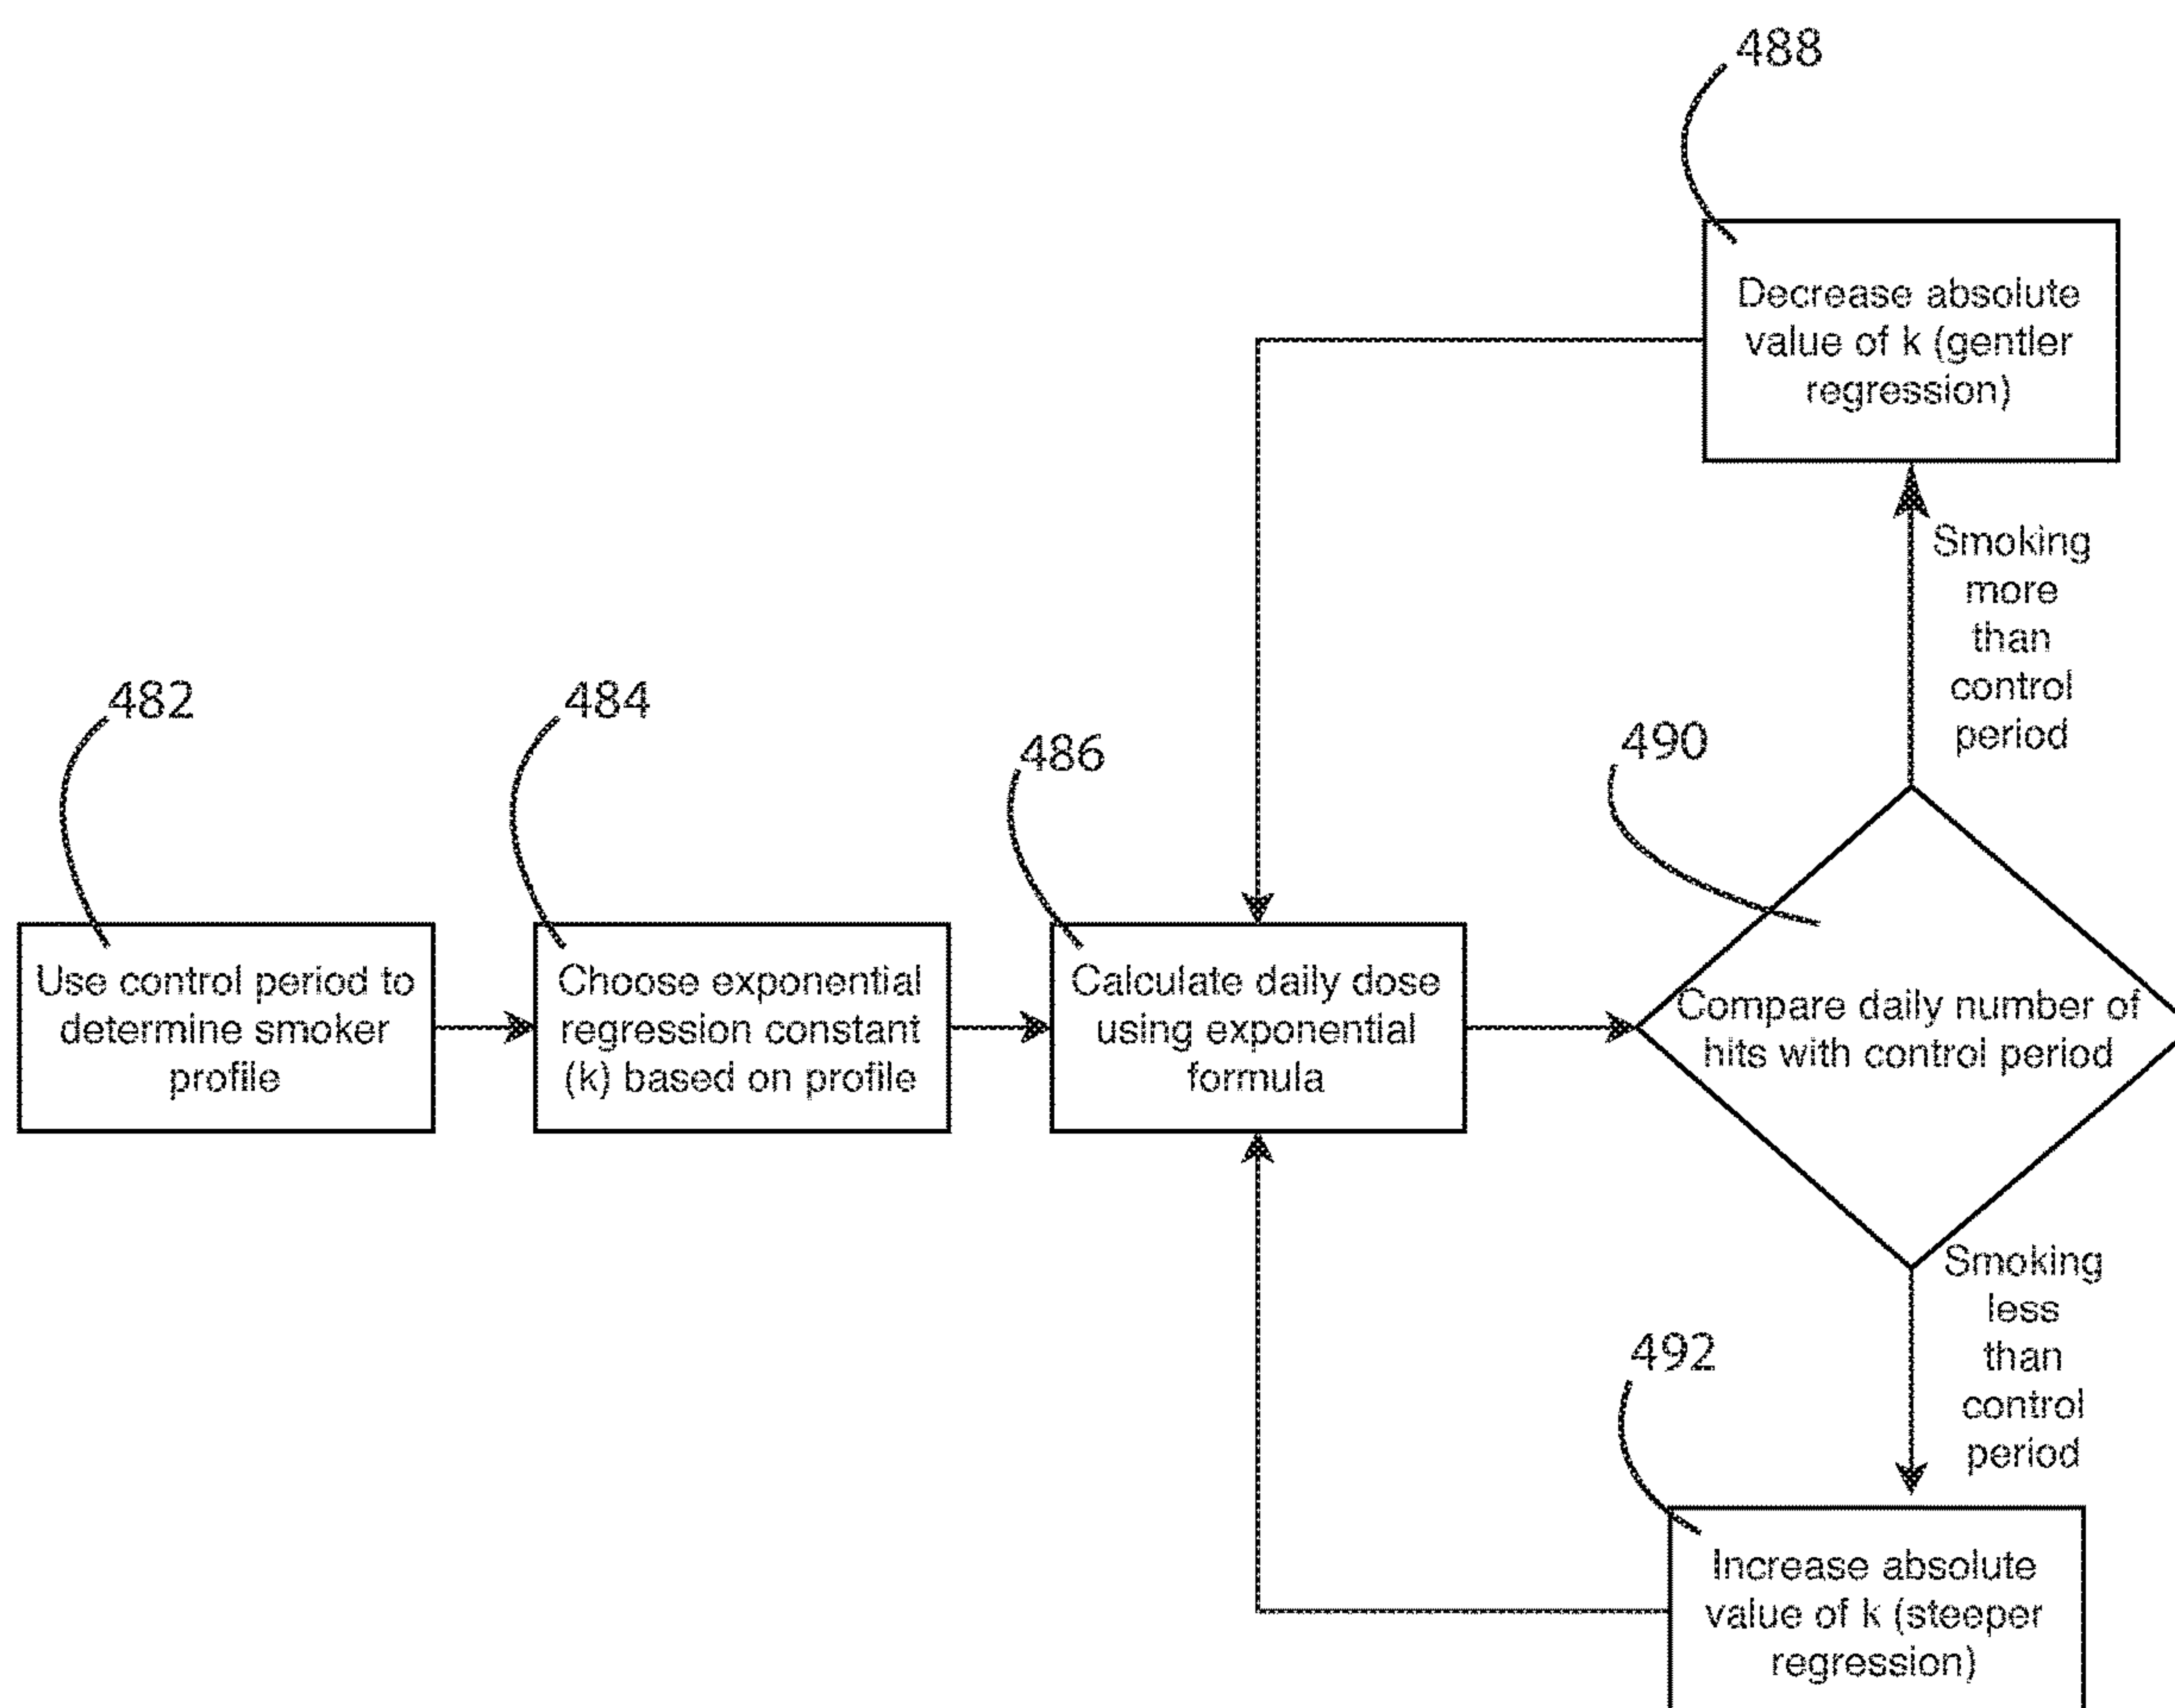 488
Decrease absolute
value of k (gentler
regression)
Smoking
more
than
control
period
482
484
486
490
Use control period to
determine smoker
profile
Choose exponential
regression constant
(k) based on profile
Calculate daily dose
using exponential
formula
Compare daily number of
hits with control period
Smoking
less
than
control
period
492
Increase absolute
value of k (steeper
regression)